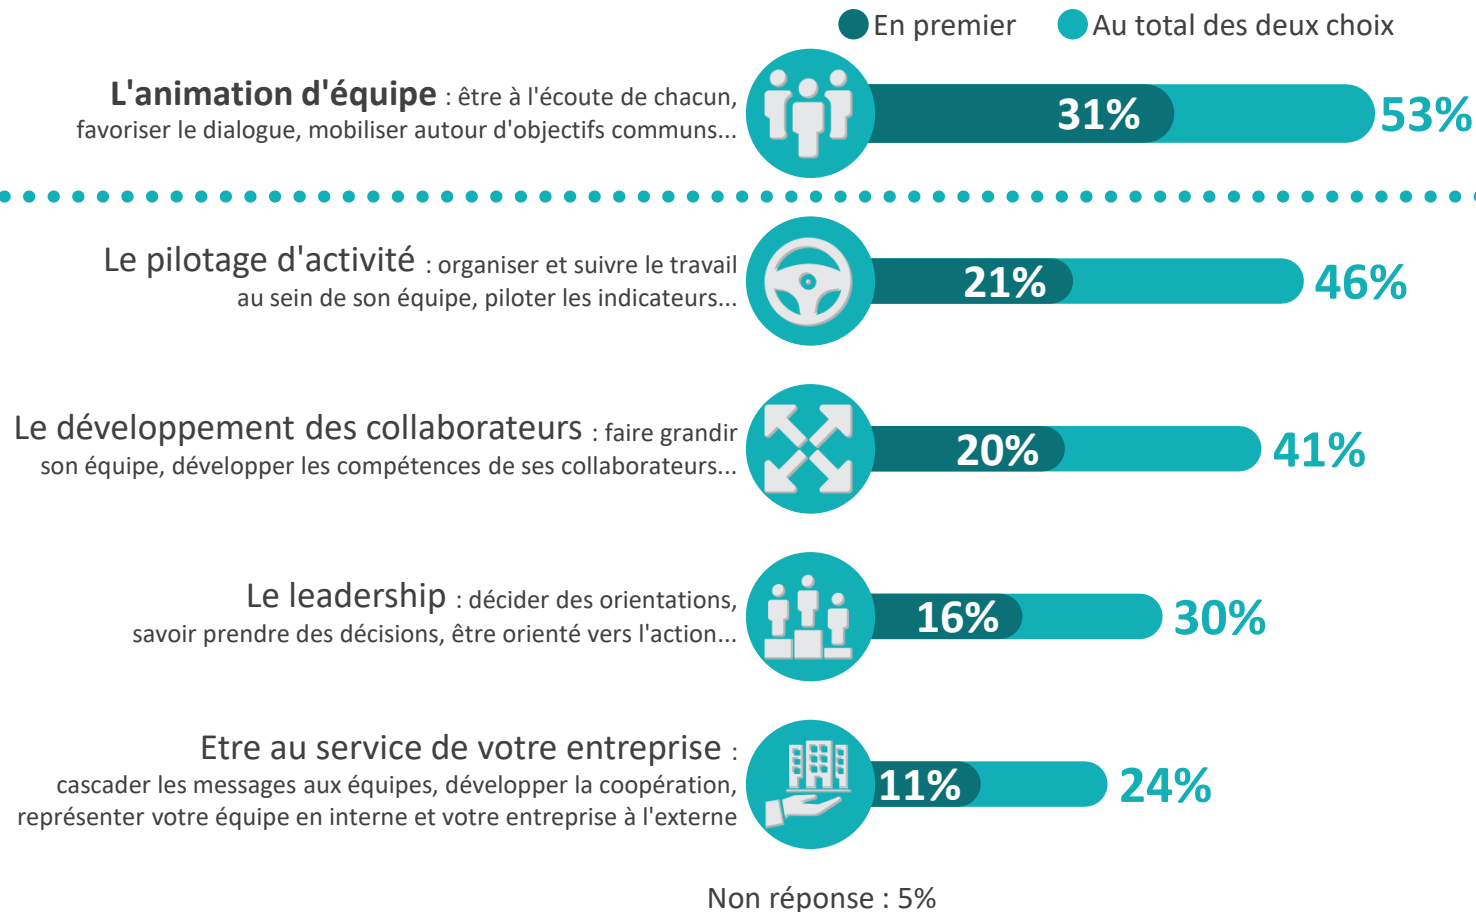 En premier Au total des deux choix
L'animation d'équipe : être à l'écoute de chacun,
favoriser le dialogue, mobiliser autour d'objectifs communs...
31% 53%
Le pilotage d'activité : organiser et suivre le travail
au sein de son équipe, piloter les indicateurs...
21% 46%
Le développement des collaborateurs : faire grandir
son équipe, développer les compétences de ses collaborateurs...
20% 41%
Le leadership : décider des orientations,
savoir prendre des décisions, être orienté vers l'action...
16% 30%
Etre au service de votre entreprise :
cascader les messages aux équipes, développer la coopération,
représenter votre équipe en interne et votre entreprise à l'externe
11% 24%
Non réponse : 5%